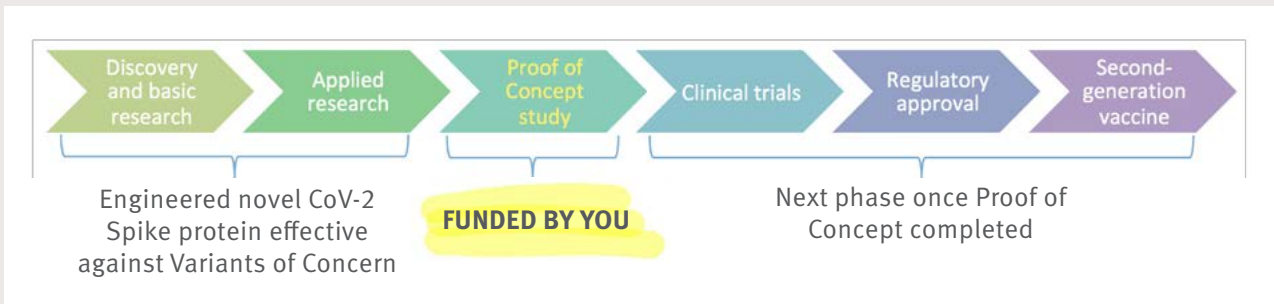 Discovery
and basic
research
Applied
research
Proof of
Concept
study
Clinical trials
Regulatory
approval
Second-
generation
vaccine
Engineered novel CoV-2
Spike protein effective
against Variants of Concern
FUNDED BY YOU
Next phase once Proof of
Concept completed